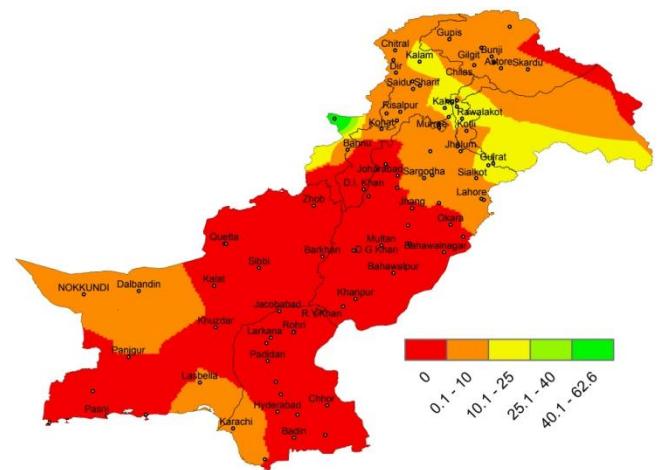 Gupis
Chitral
Bunji
Kalam
Gilgit
Astore
Dir
Skardu
Chilas
Saidu Sharif
Risalpur
Rawalakot
Kohat
Kotli
Bannu
Jhelum
Gujrat
Joharabad
Sargodha
Sialkot
D.I. Khan
Lahore
Zhob
Jhang
Okara
Quetta
Multan
Barkhan
D.G.Khan
Bahawalnagar
Sibbi
Bahawalpur
Kalat
Dalbandin
NOKKUNDI
Khanpur
Jacobabad
R.Y.Khan
Khuzdar
Rohri
Larkana
Panjgur
Padidan
Lasbella
Hyderabad
Chhor
Karachi
Badin
0
0.1 - 10
10.1 - 25
25.1 - 40
40.1 - 62.6